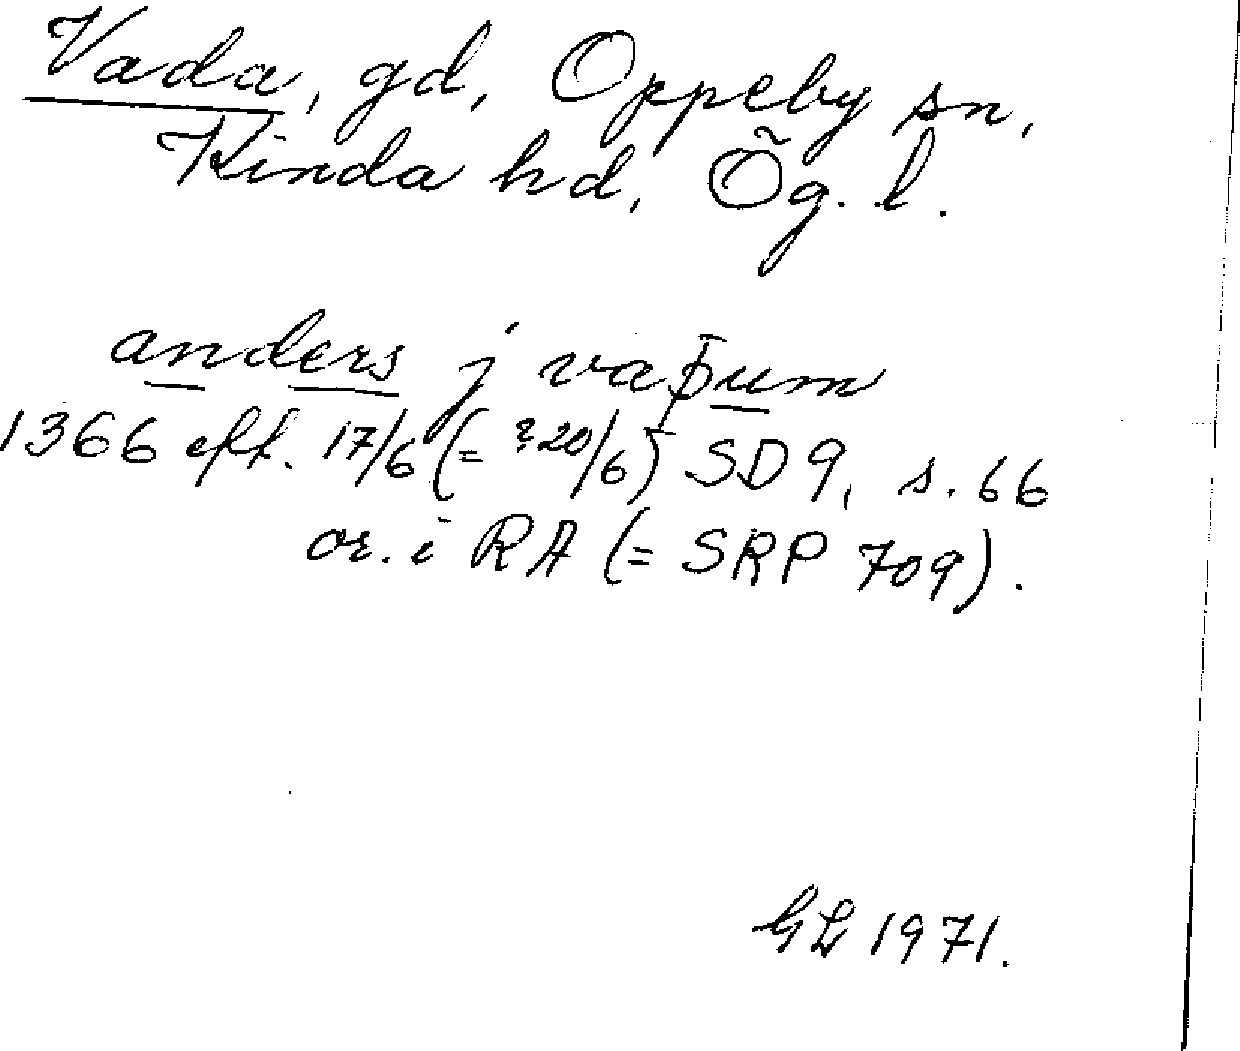 Vada, gd, Oppeby sn,
Kinda hd, Ög. l.
anders j vaþum
1366 eft. 17/6 (= ?20/6) SD 9, s. 66
or. i RA (= SRP 709).
GL 1971.